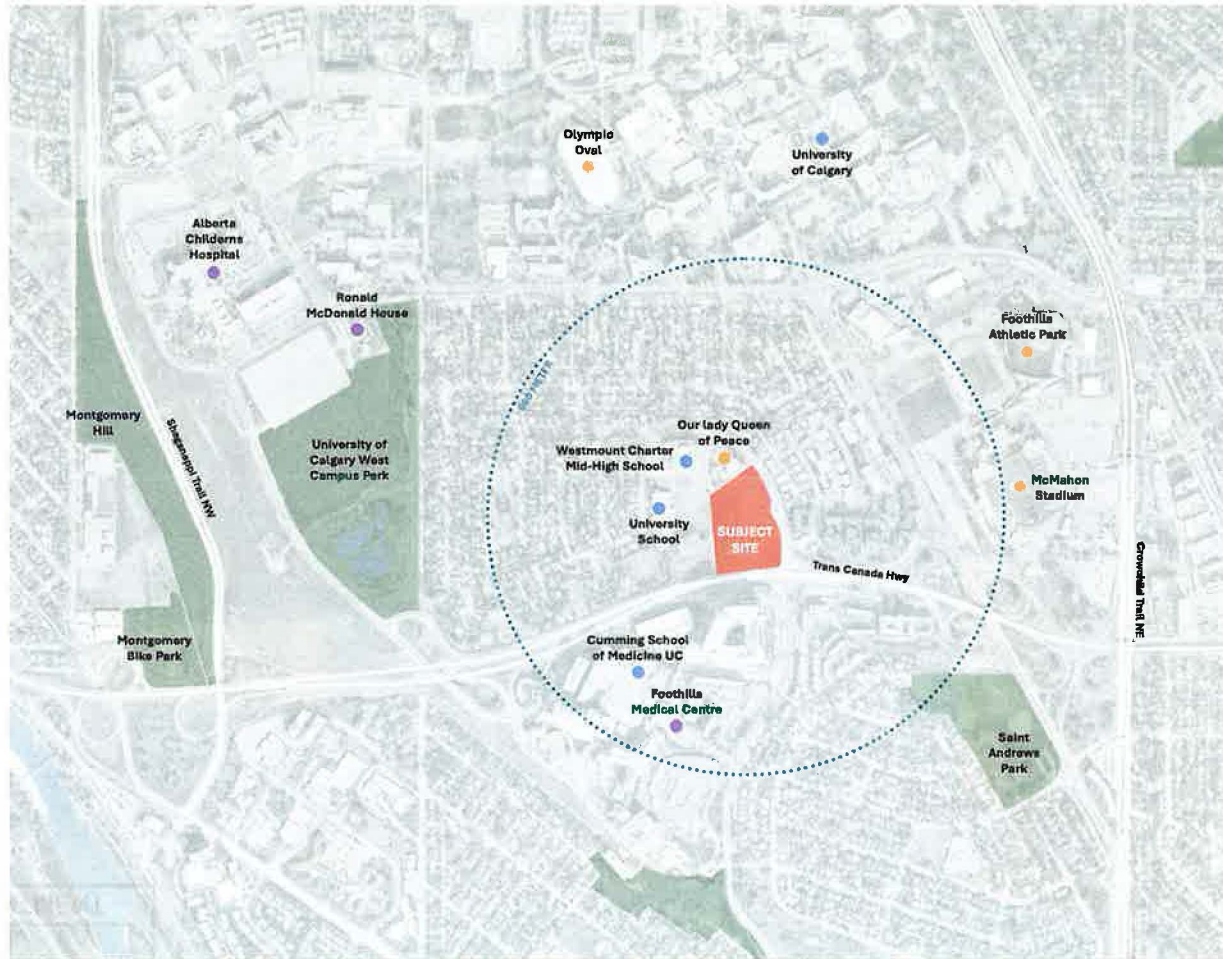 Olympic
Oval
University
of Calgary
Alberta
Childerns
Hospital
Ronald
McDonald House
Foothills
Athletic Park
Montgomery
Hill
Shaganappi Trail NW
University of
Calgary West
Campus Park
Our lady Queen
of Peace
Westmount Charter
Mid-High School
McMahon
Stadium
University
School
SUBJECT
SITE
Trans Canada Hwy
Crowchild Trail NE
Montgomery
Bike Park
Cumming School
of Medicine UC
Foothills
Medical Centre
Saint
Andrews
Park